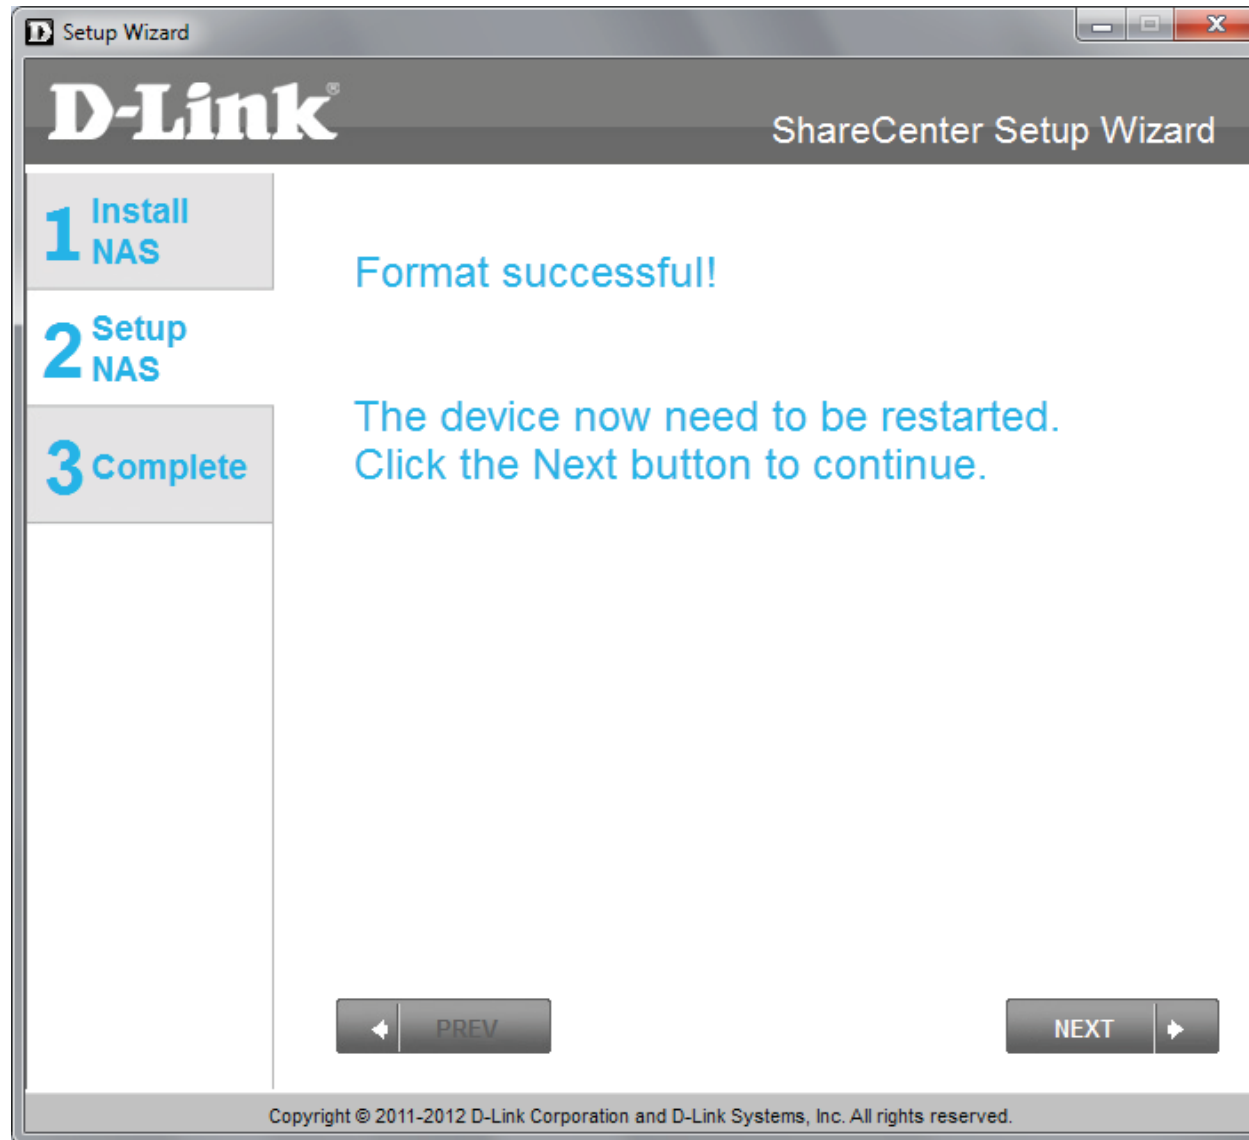 Setup Wizard
D-Link®
ShareCenter Setup Wizard
1 Install
NAS
2 Setup
NAS
3 Complete
Format successful!
The device now need to be restarted.
Click the Next button to continue.
PREV
NEXT
Copyright © 2011-2012 D-Link Corporation and D-Link Systems, Inc. All rights reserved.